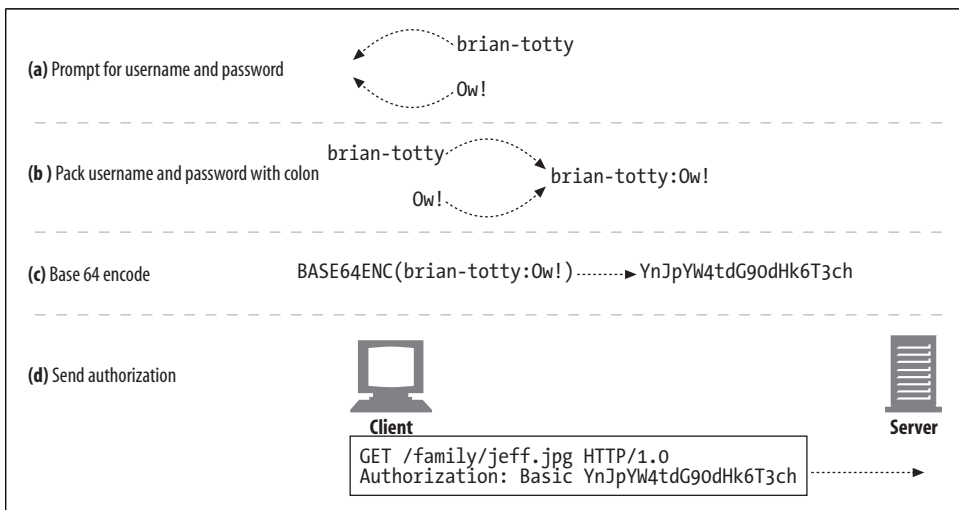 (a) Prompt for username and password
brian-totty
Ow!
(b ) Pack username and password with colon
brian-totty
Ow!
brian-totty:Ow!
(c) Base 64 encode
BASE64ENC(brian-totty:Ow!)
YnJpYW4tdG90dHk6T3ch
(d) Send authorization
Client
Server
GET /family/jeff.jpg HTTP/1.0
Authorization: Basic YnJpYW4tdG90dHk6T3ch